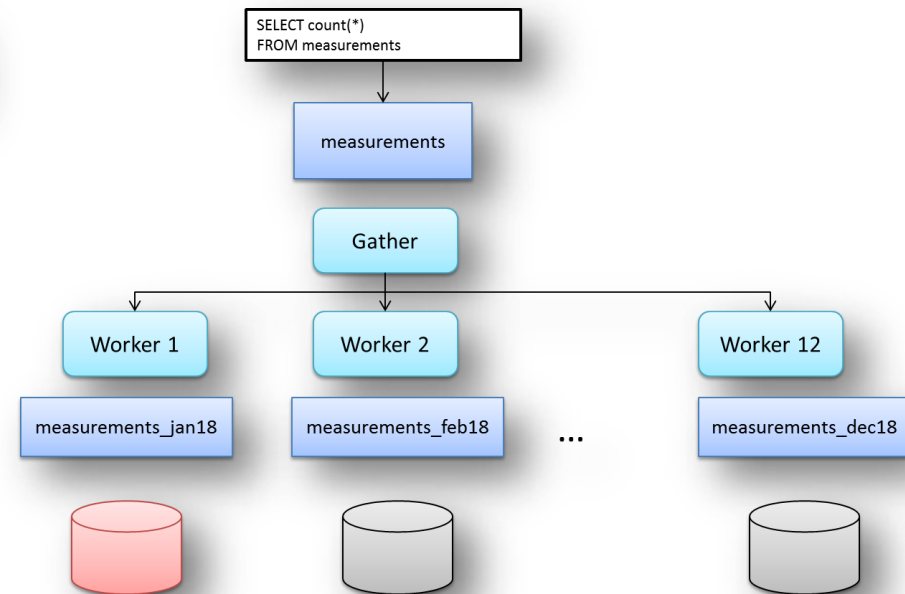 SELECT count(*)
FROM measurements
measurements
Gather
Worker 1
Worker 2
Worker 12
measurements_jan18
measurements_feb18
...
measurements_dec18